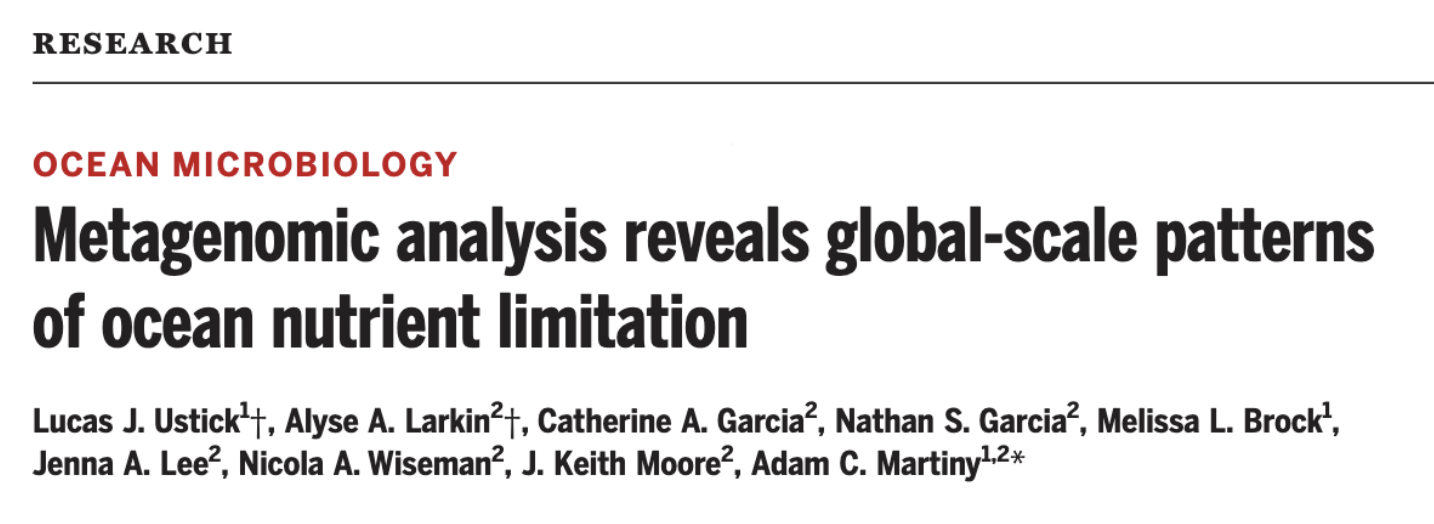 RESEARCH
OCEAN MICROBIOLOGY
Metagenomic analysis reveals global-scale patterns
of ocean nutrient limitation
Lucas J. Ustick¹†, Alyse A. Larkin²†, Catherine A. Garcia², Nathan S. Garcia², Melissa L. Brock¹,
Jenna A. Lee², Nicola A. Wiseman², J. Keith Moore², Adam C. Martiny¹,²*